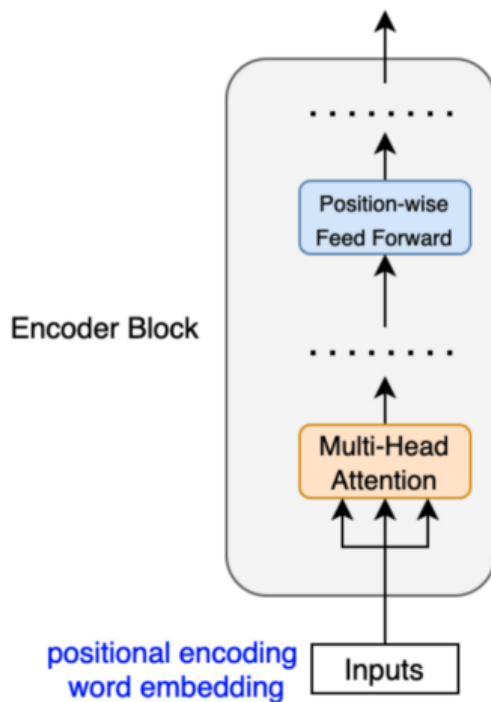 Position-wise
Feed Forward
Encoder Block
Multi-Head
Attention
positional encoding
word embedding
Inputs